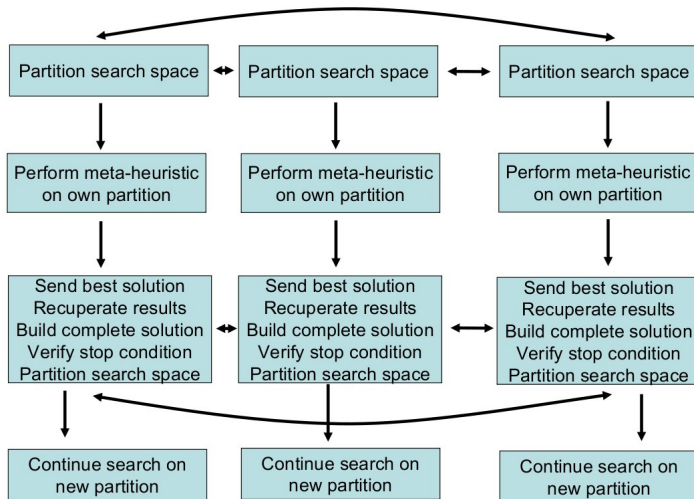 Partition search space
Partition search space
Partition search space
Perform meta-heuristic
on own partition
Perform meta-heuristic
on own partition
Perform meta-heuristic
on own partition
Send best solution
Recuperate results
Build complete solution
Verify stop condition
Partition search space
Send best solution
Recuperate results
Build complete solution
Verify stop condition
Partition search space
Send best solution
Recuperate results
Build complete solution
Verify stop condition
Partition search space
Continue search on
new partition
Continue search on
new partition
Continue search on
new partition